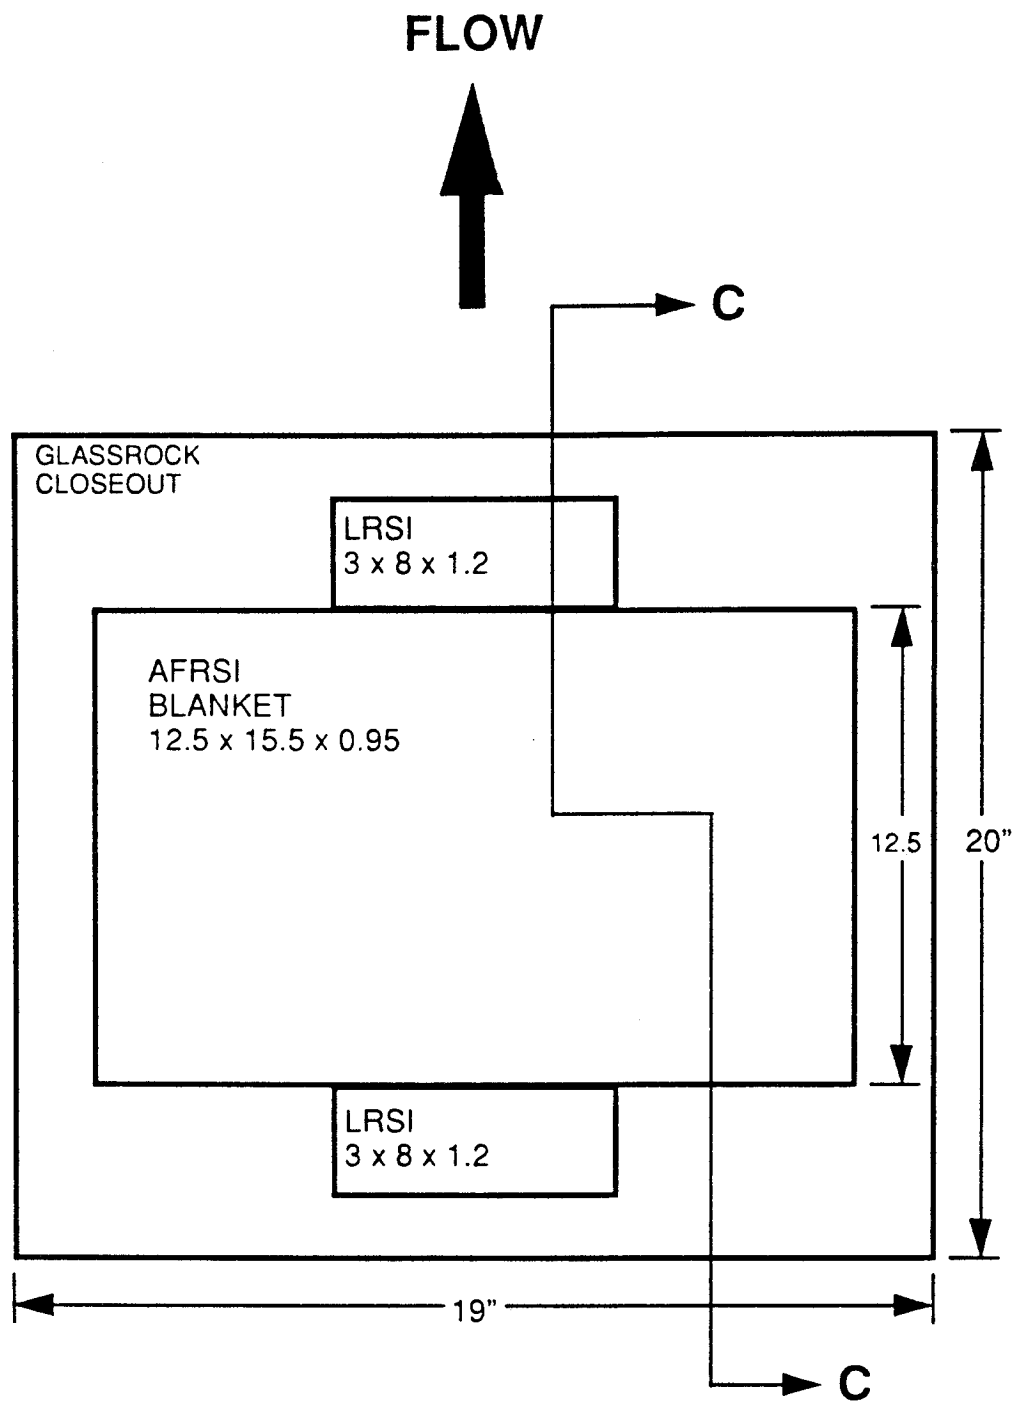 FLOW
C
GLASSROCK
CLOSEOUT
LRSI
3 x 8 x 1.2
AFRSI
BLANKET
12.5 x 15.5 x 0.95
12.5
20”
LRSI
3 x 8 x 1.2
19”
C